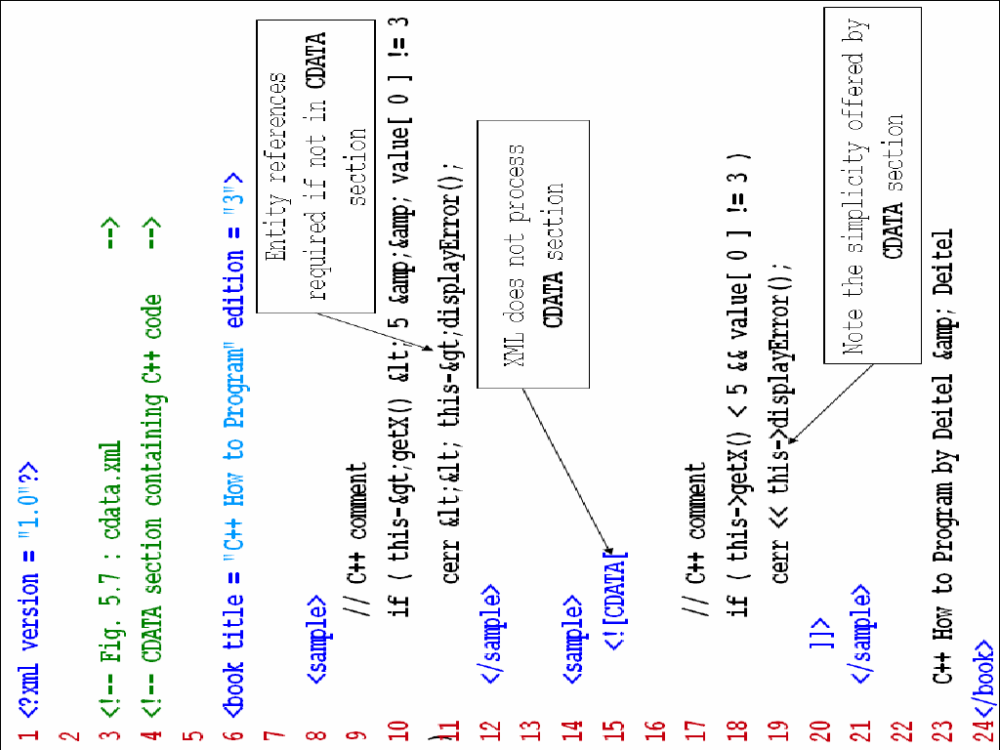 1 <?xml version = "1.0"?>
2
3 <!-- Fig. 5.7 : cdata.xml -->
4 <!-- CDATA section containing C++ code -->
5
6 <book title = "C++ How to Program" edition = "3">
7
8 <sample>
9 // C++ comment
10 if ( this-&gt;getX() &lt; 5 &amp;&amp; value[ 0 ] != 3
)
11 cerr &lt;&lt; this-&gt;displayError();
12 </sample>
13
14 <sample>
15 <![CDATA[
16
17 // C++ comment
18 if ( this->getX() < 5 && value[ 0 ] != 3 )
19 cerr << this->displayError();
20 ]]>
21 </sample>
22
23 C++ How to Program by Deitel &amp; Deitel
24 </book>
Entity references
required if not in CDATA
section
XML does not process
CDATA section
Note the simplicity offered by
CDATA section